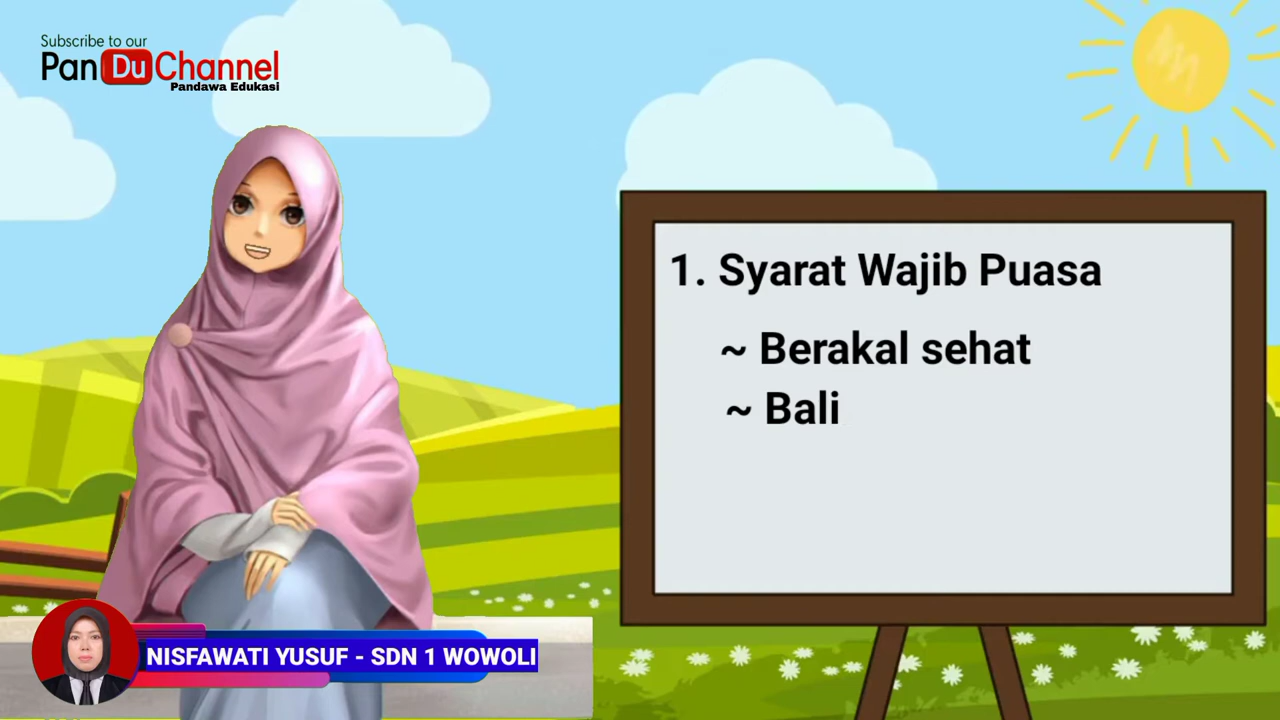 Subscribe to our
PanDuChannel
Pandawa Edukasi
1. Syarat Wajib Puasa
~ Berakal sehat
~ Bali
NISFAWATI YUSUF - SDN 1 WOWOLI